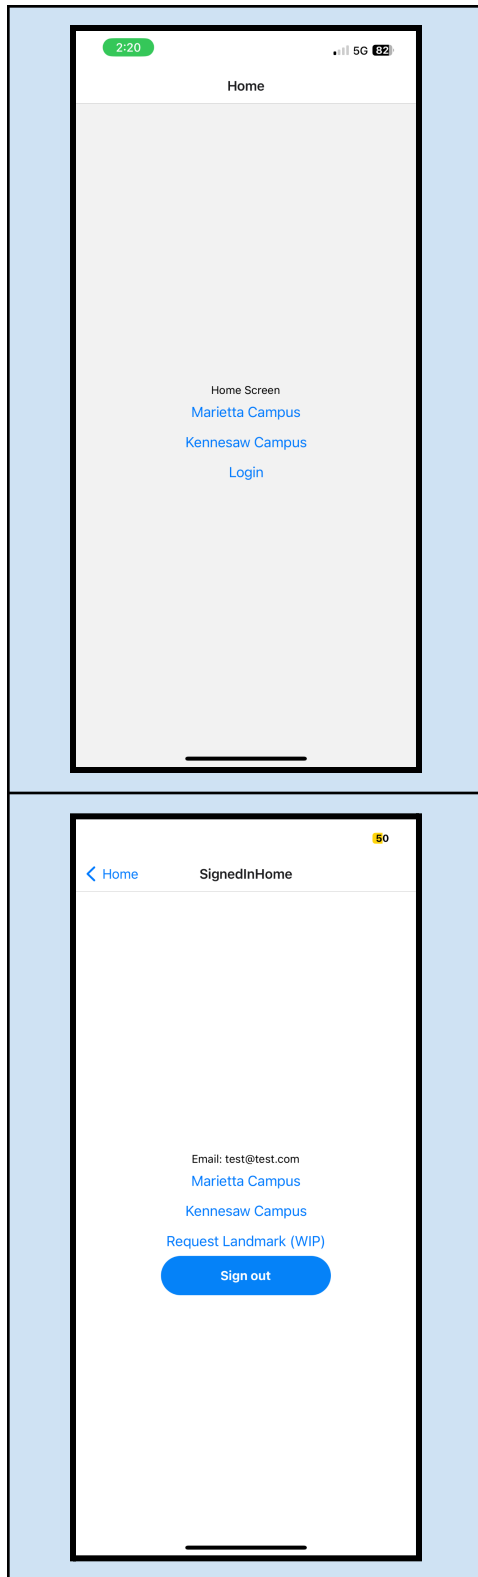 2:20 5G 82
Home
Home Screen
Marietta Campus
Kennesaw Campus
Login
50
Home SignedInHome
Email: test@test.com
Marietta Campus
Kennesaw Campus
Request Landmark (WIP)
Sign out